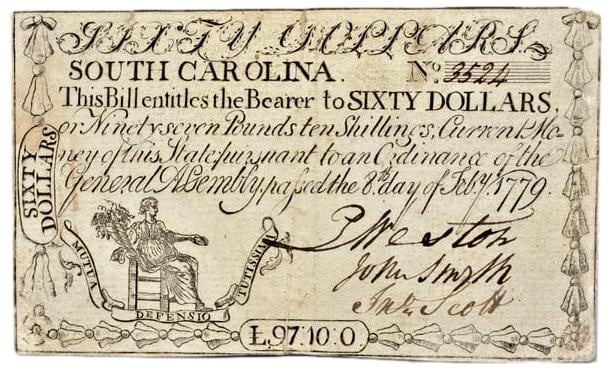 SIXTY DOLLARS.
SOUTH CAROLINA. No. 3524
This Bill entitles the Bearer to SIXTY DOLLARS,
or Ninety seven Pounds ten Shillings, Current Mo-
ney of this State, pursuant to an Ordinance of the
General Assembly, passed the 8th. day of Feb.y 1779.
SIXTY
DOLLARS
P Weston
John Smyth
Jn.o Scott
MUTUA DEFENSIO TUTISSIMA
Ł97.10.0